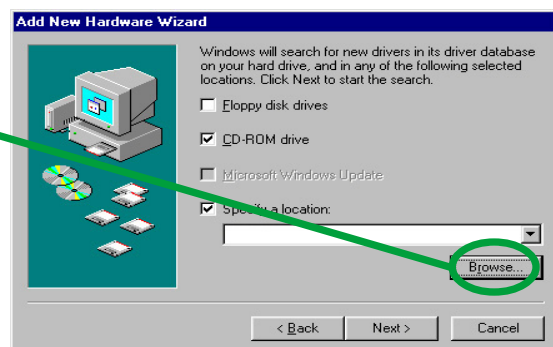 Add New Hardware Wizard
Windows will search for new drivers in its driver database
on your hard drive, and in any of the following selected
locations. Click Next to start the search.
Floppy disk drives
CD-ROM drive
Microsoft Windows Update
Specify a location:
Browse...
< Back
Next >
Cancel